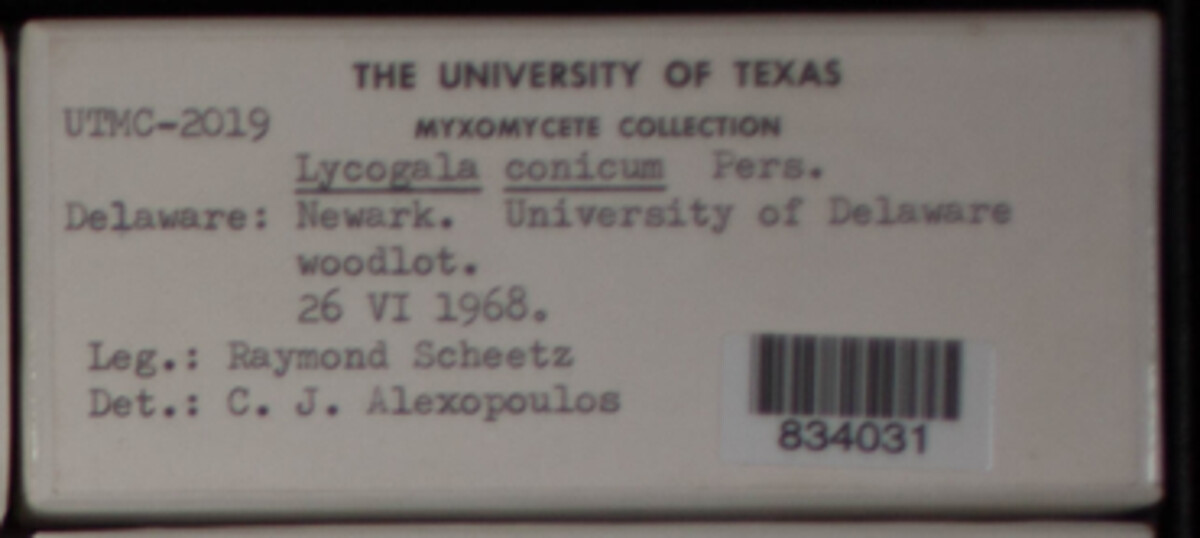 THE UNIVERSITY OF TEXAS
UTMC-2019 MYXOMYCETE COLLECTION
Lycogala conicum Pers.
Delaware: Newark. University of Delaware
woodlot.
26 VI 1968.
Leg.: Raymond Scheetz
Det.: C. J. Alexopoulos
834031